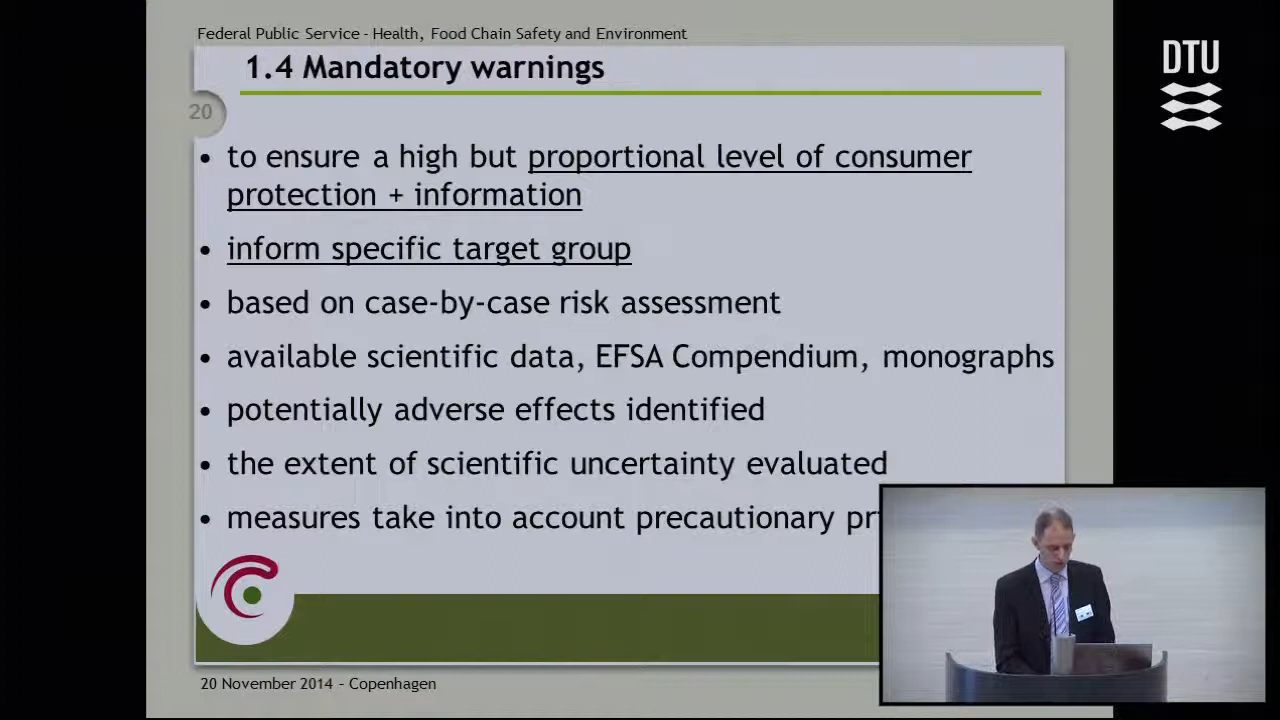 Federal Public Service - Health, Food Chain Safety and Environment
1.4 Mandatory warnings
DTU
20
• to ensure a high but proportional level of consumer
protection + information
• inform specific target group
• based on case-by-case risk assessment
• available scientific data, EFSA Compendium, monographs
• potentially adverse effects identified
• the extent of scientific uncertainty evaluated
• measures take into account precautionary
20 November 2014 – Copenhagen